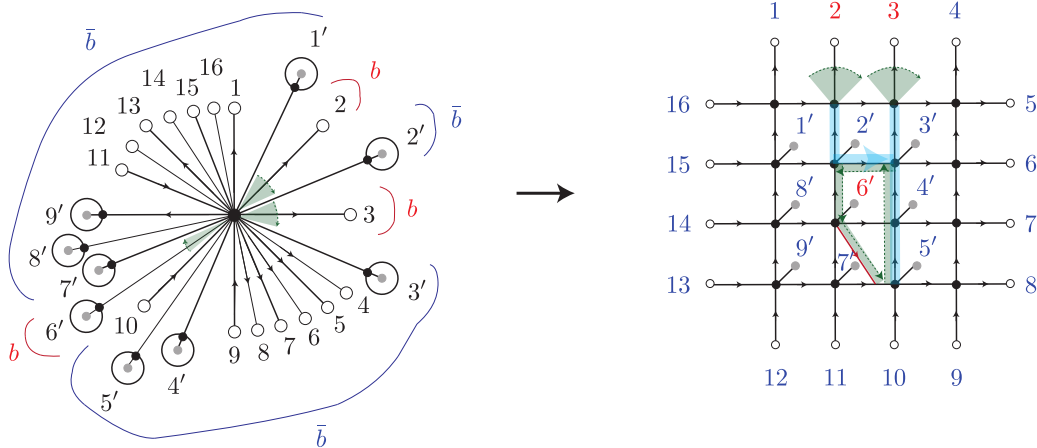 1 2 3 4
b̄ 1′
16
14 15 1 b
13 2
b̄
12 2′
11
16 5
1′ 2′ 3′
15 6
9′ 3 b
8′ 6′ 4′
8′
14 7
7′ 9′ 7′ 5′
3′
10 4
13 8
6′ 5
b 9 8 7 6
4′
5′
12 11 10 9
b̄